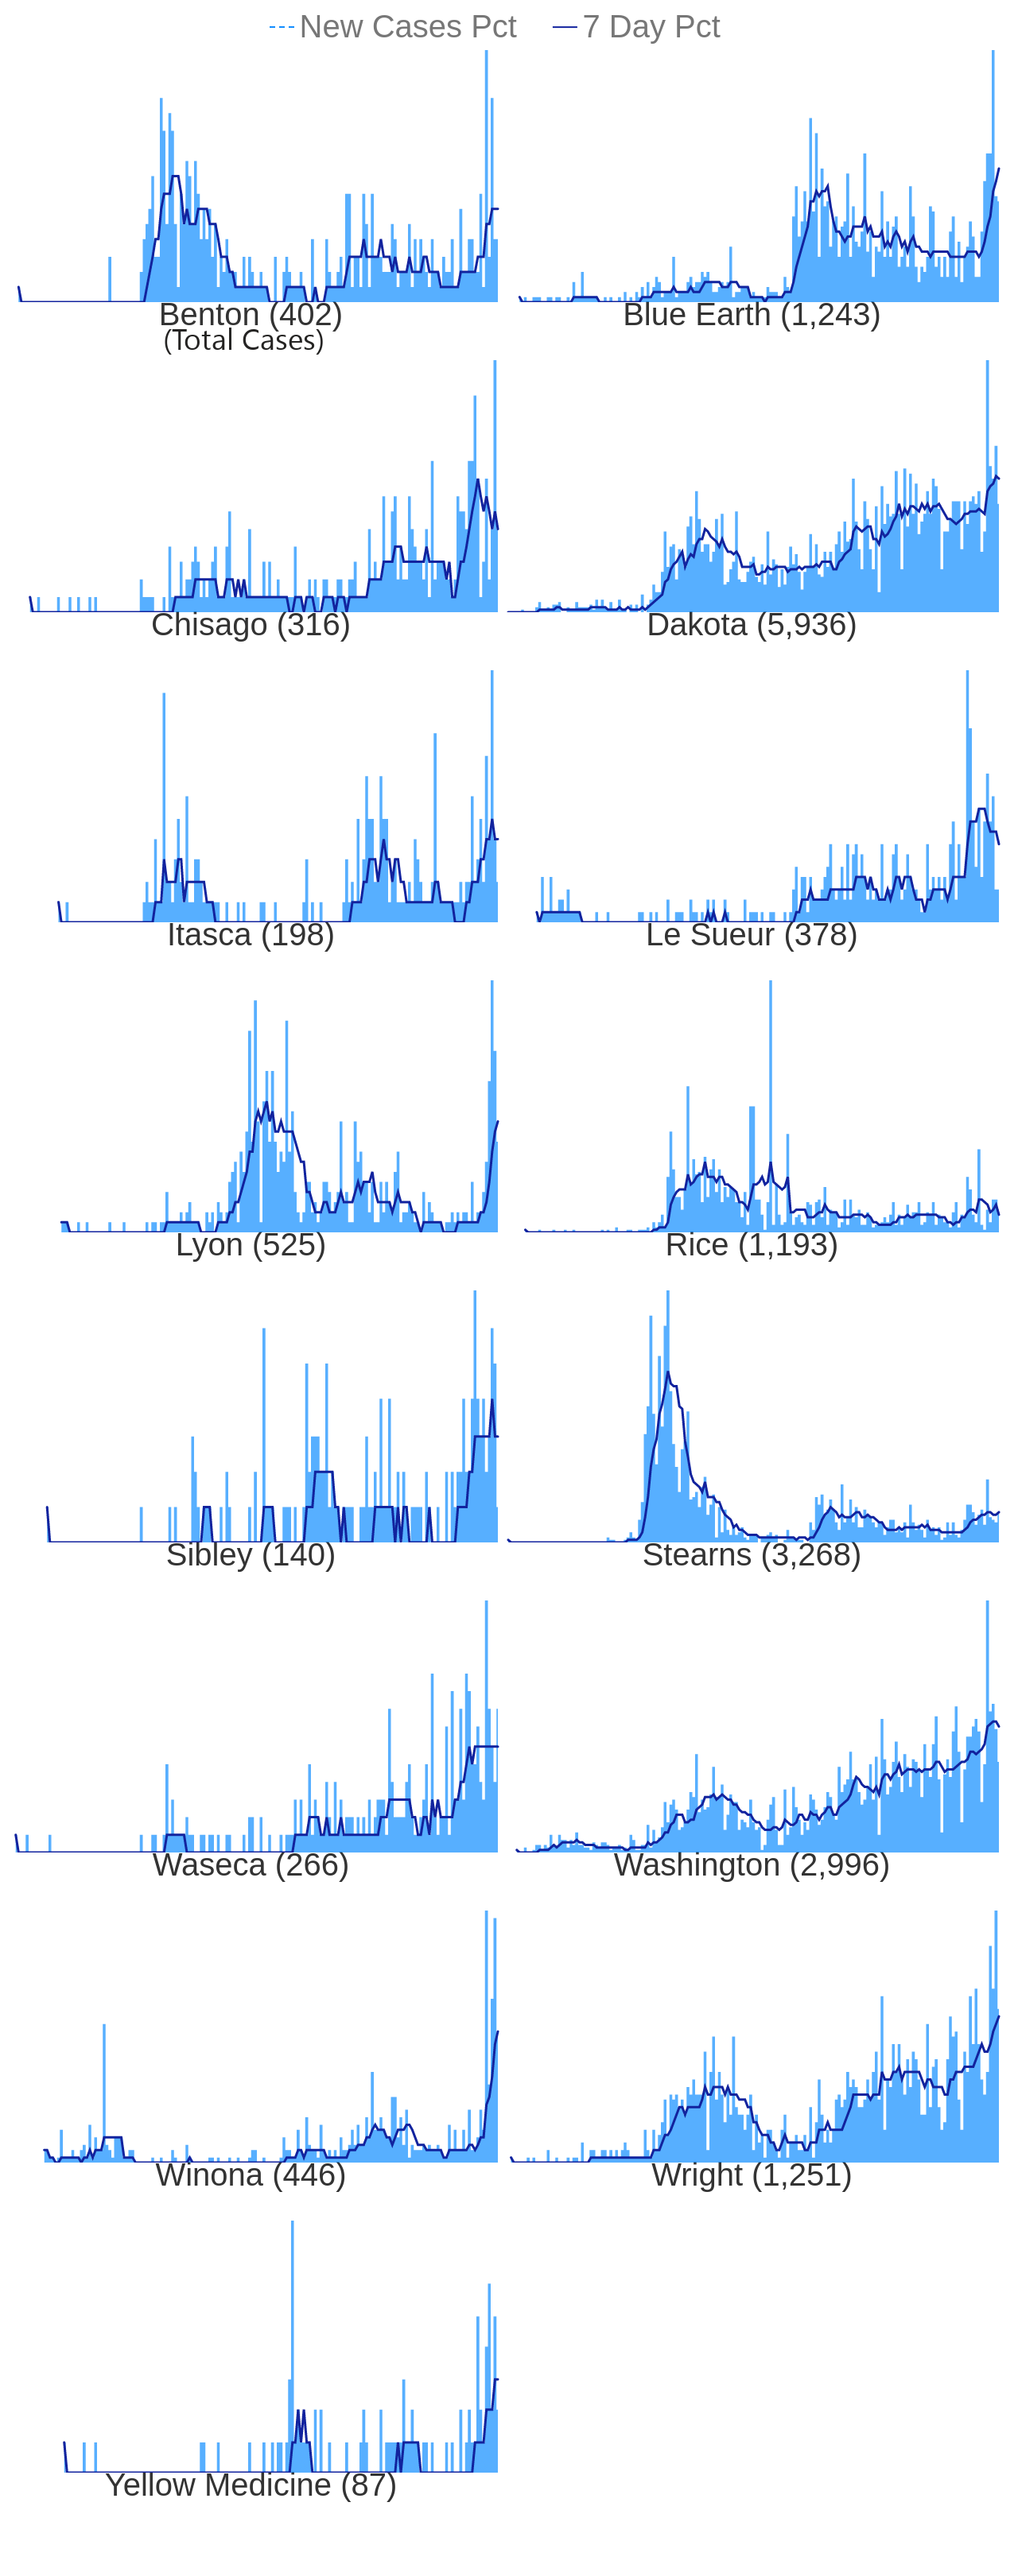 New Cases Pct 7 Day Pct
Benton (402) Blue Earth (1,243)
(Total Cases)
Chisago (316) Dakota (5,936)
Itasca (198) Le Sueur (378)
Lyon (525) Rice (1,193)
Sibley (140) Stearns (3,268)
Waseca (266) Washington (2,996)
Winona (446) Wright (1,251)
Yellow Medicine (87)